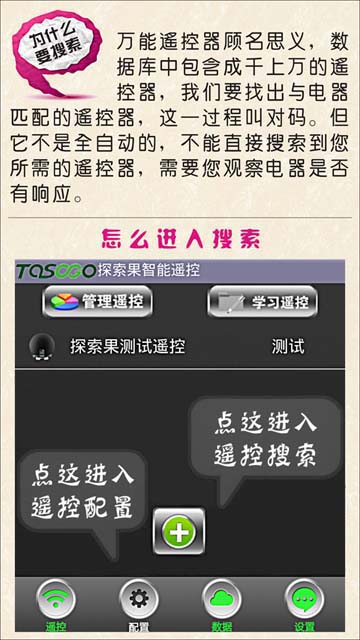 为什么
要搜索
万能遥控器顾名思义，数
据库中包含成千上万的遥
控器，我们要找出与电器
匹配的遥控器，这一过程叫对码。但
它不是全自动的，不能直接搜索到您
所需的遥控器，需要您观察电器是否
有响应。
怎么进入搜索
TASOGO探索果智能遥控
管理遥控
学习遥控
探索果测试遥控
测试
点这进入
遥控搜索
点这进入
遥控配置
遥控
配置
数据
设置